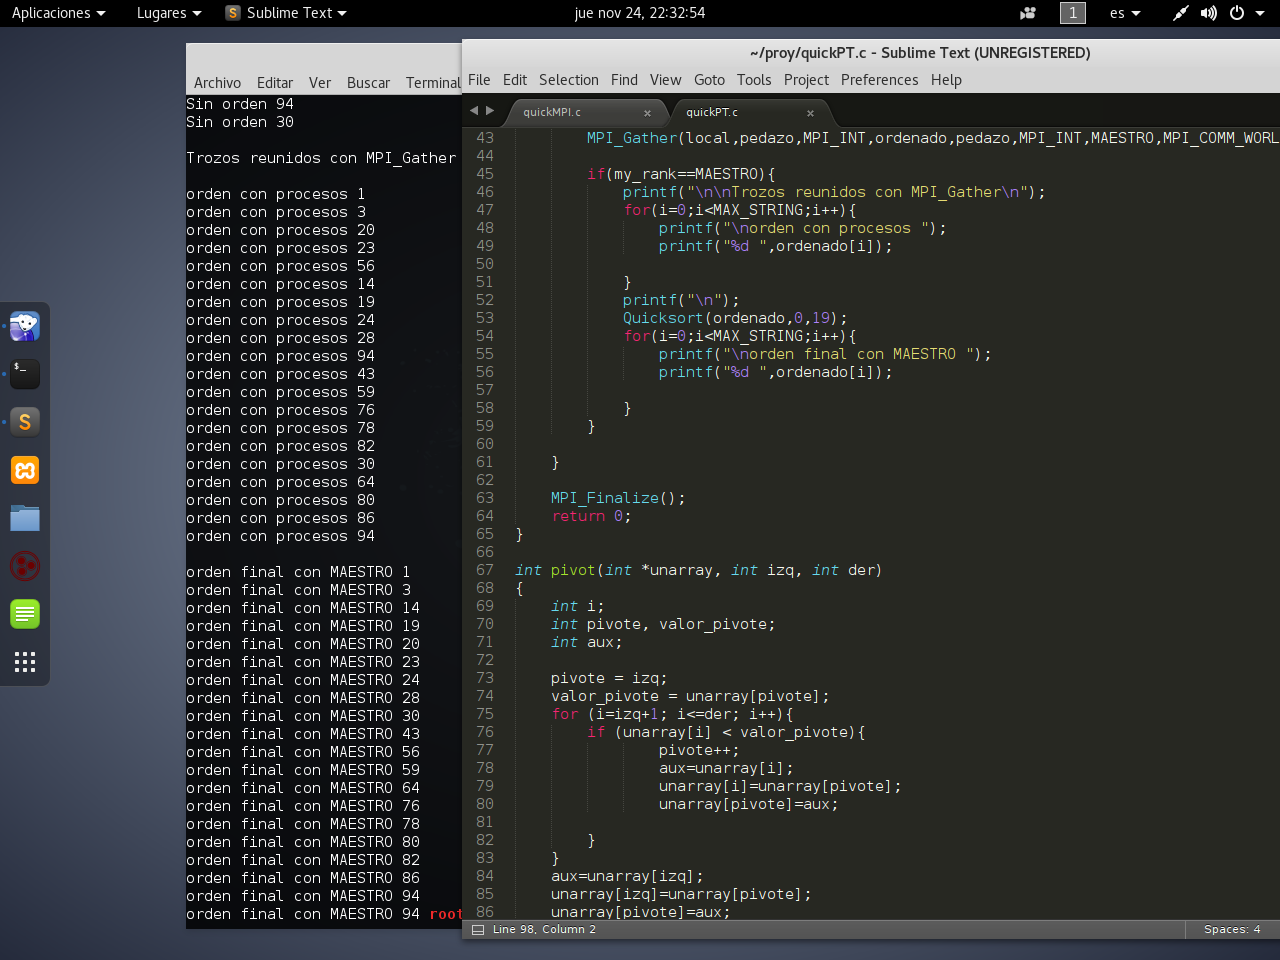 Aplicaciones Lugares Sublime Text jue nov 24, 22:32:54 1 es
Archivo Editar Ver Buscar Terminal
Sin orden 94
Sin orden 30
Trozos reunidos con MPI_Gather
orden con procesos 1
orden con procesos 3
orden con procesos 20
orden con procesos 23
orden con procesos 56
orden con procesos 14
orden con procesos 19
orden con procesos 24
orden con procesos 28
orden con procesos 94
orden con procesos 43
orden con procesos 59
orden con procesos 76
orden con procesos 78
orden con procesos 82
orden con procesos 30
orden con procesos 64
orden con procesos 80
orden con procesos 86
orden con procesos 94
orden final con MAESTRO 1
orden final con MAESTRO 3
orden final con MAESTRO 14
orden final con MAESTRO 19
orden final con MAESTRO 20
orden final con MAESTRO 23
orden final con MAESTRO 24
orden final con MAESTRO 28
orden final con MAESTRO 30
orden final con MAESTRO 43
orden final con MAESTRO 56
orden final con MAESTRO 59
orden final con MAESTRO 64
orden final con MAESTRO 76
orden final con MAESTRO 78
orden final con MAESTRO 80
orden final con MAESTRO 82
orden final con MAESTRO 86
orden final con MAESTRO 94
orden final con MAESTRO 94 root
~/proy/quickPT.c - Sublime Text (UNREGISTERED)
File Edit Selection Find View Goto Tools Project Preferences Help
quickMPI.c × quickPT.c ×
43 MPI_Gather(local,pedazo,MPI_INT,ordenado,pedazo,MPI_INT,MAESTRO,MPI_COMM_WORL
44
45 if(my_rank==MAESTRO){
46 printf("\n\nTrozos reunidos con MPI_Gather\n");
47 for(i=0;i<MAX_STRING;i++){
48 printf("\norden con procesos ");
49 printf("%d ",ordenado[i]);
50
51 }
52 printf("\n");
53 Quicksort(ordenado,0,19);
54 for(i=0;i<MAX_STRING;i++){
55 printf("\norden final con MAESTRO ");
56 printf("%d ",ordenado[i]);
57
58 }
59 }
60
61 }
62
63 MPI_Finalize();
64 return 0;
65 }
66
67 int pivot(int *unarray, int izq, int der)
68 {
69 int i;
70 int pivote, valor_pivote;
71 int aux;
72
73 pivote = izq;
74 valor_pivote = unarray[pivote];
75 for (i=izq+1; i<=der; i++){
76 if (unarray[i] < valor_pivote){
77 pivote++;
78 aux=unarray[i];
79 unarray[i]=unarray[pivote];
80 unarray[pivote]=aux;
81
82 }
83 }
84 aux=unarray[izq];
85 unarray[izq]=unarray[pivote];
86 unarray[pivote]=aux;
Line 98, Column 2 Spaces: 4